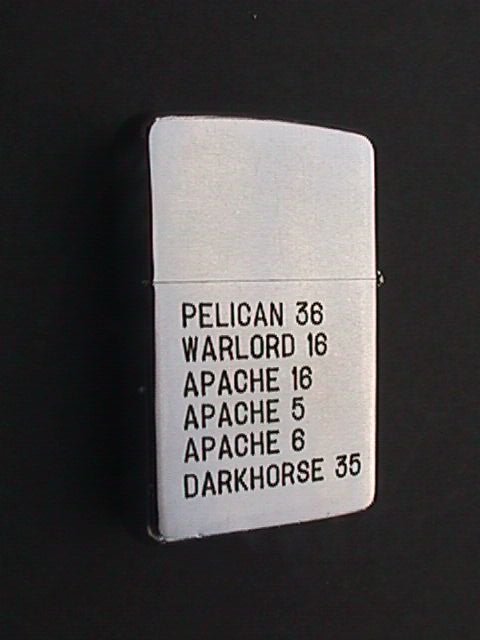 PELICAN 36
WARLORD 16
APACHE 16
APACHE 5
APACHE 6
DARKHORSE 35